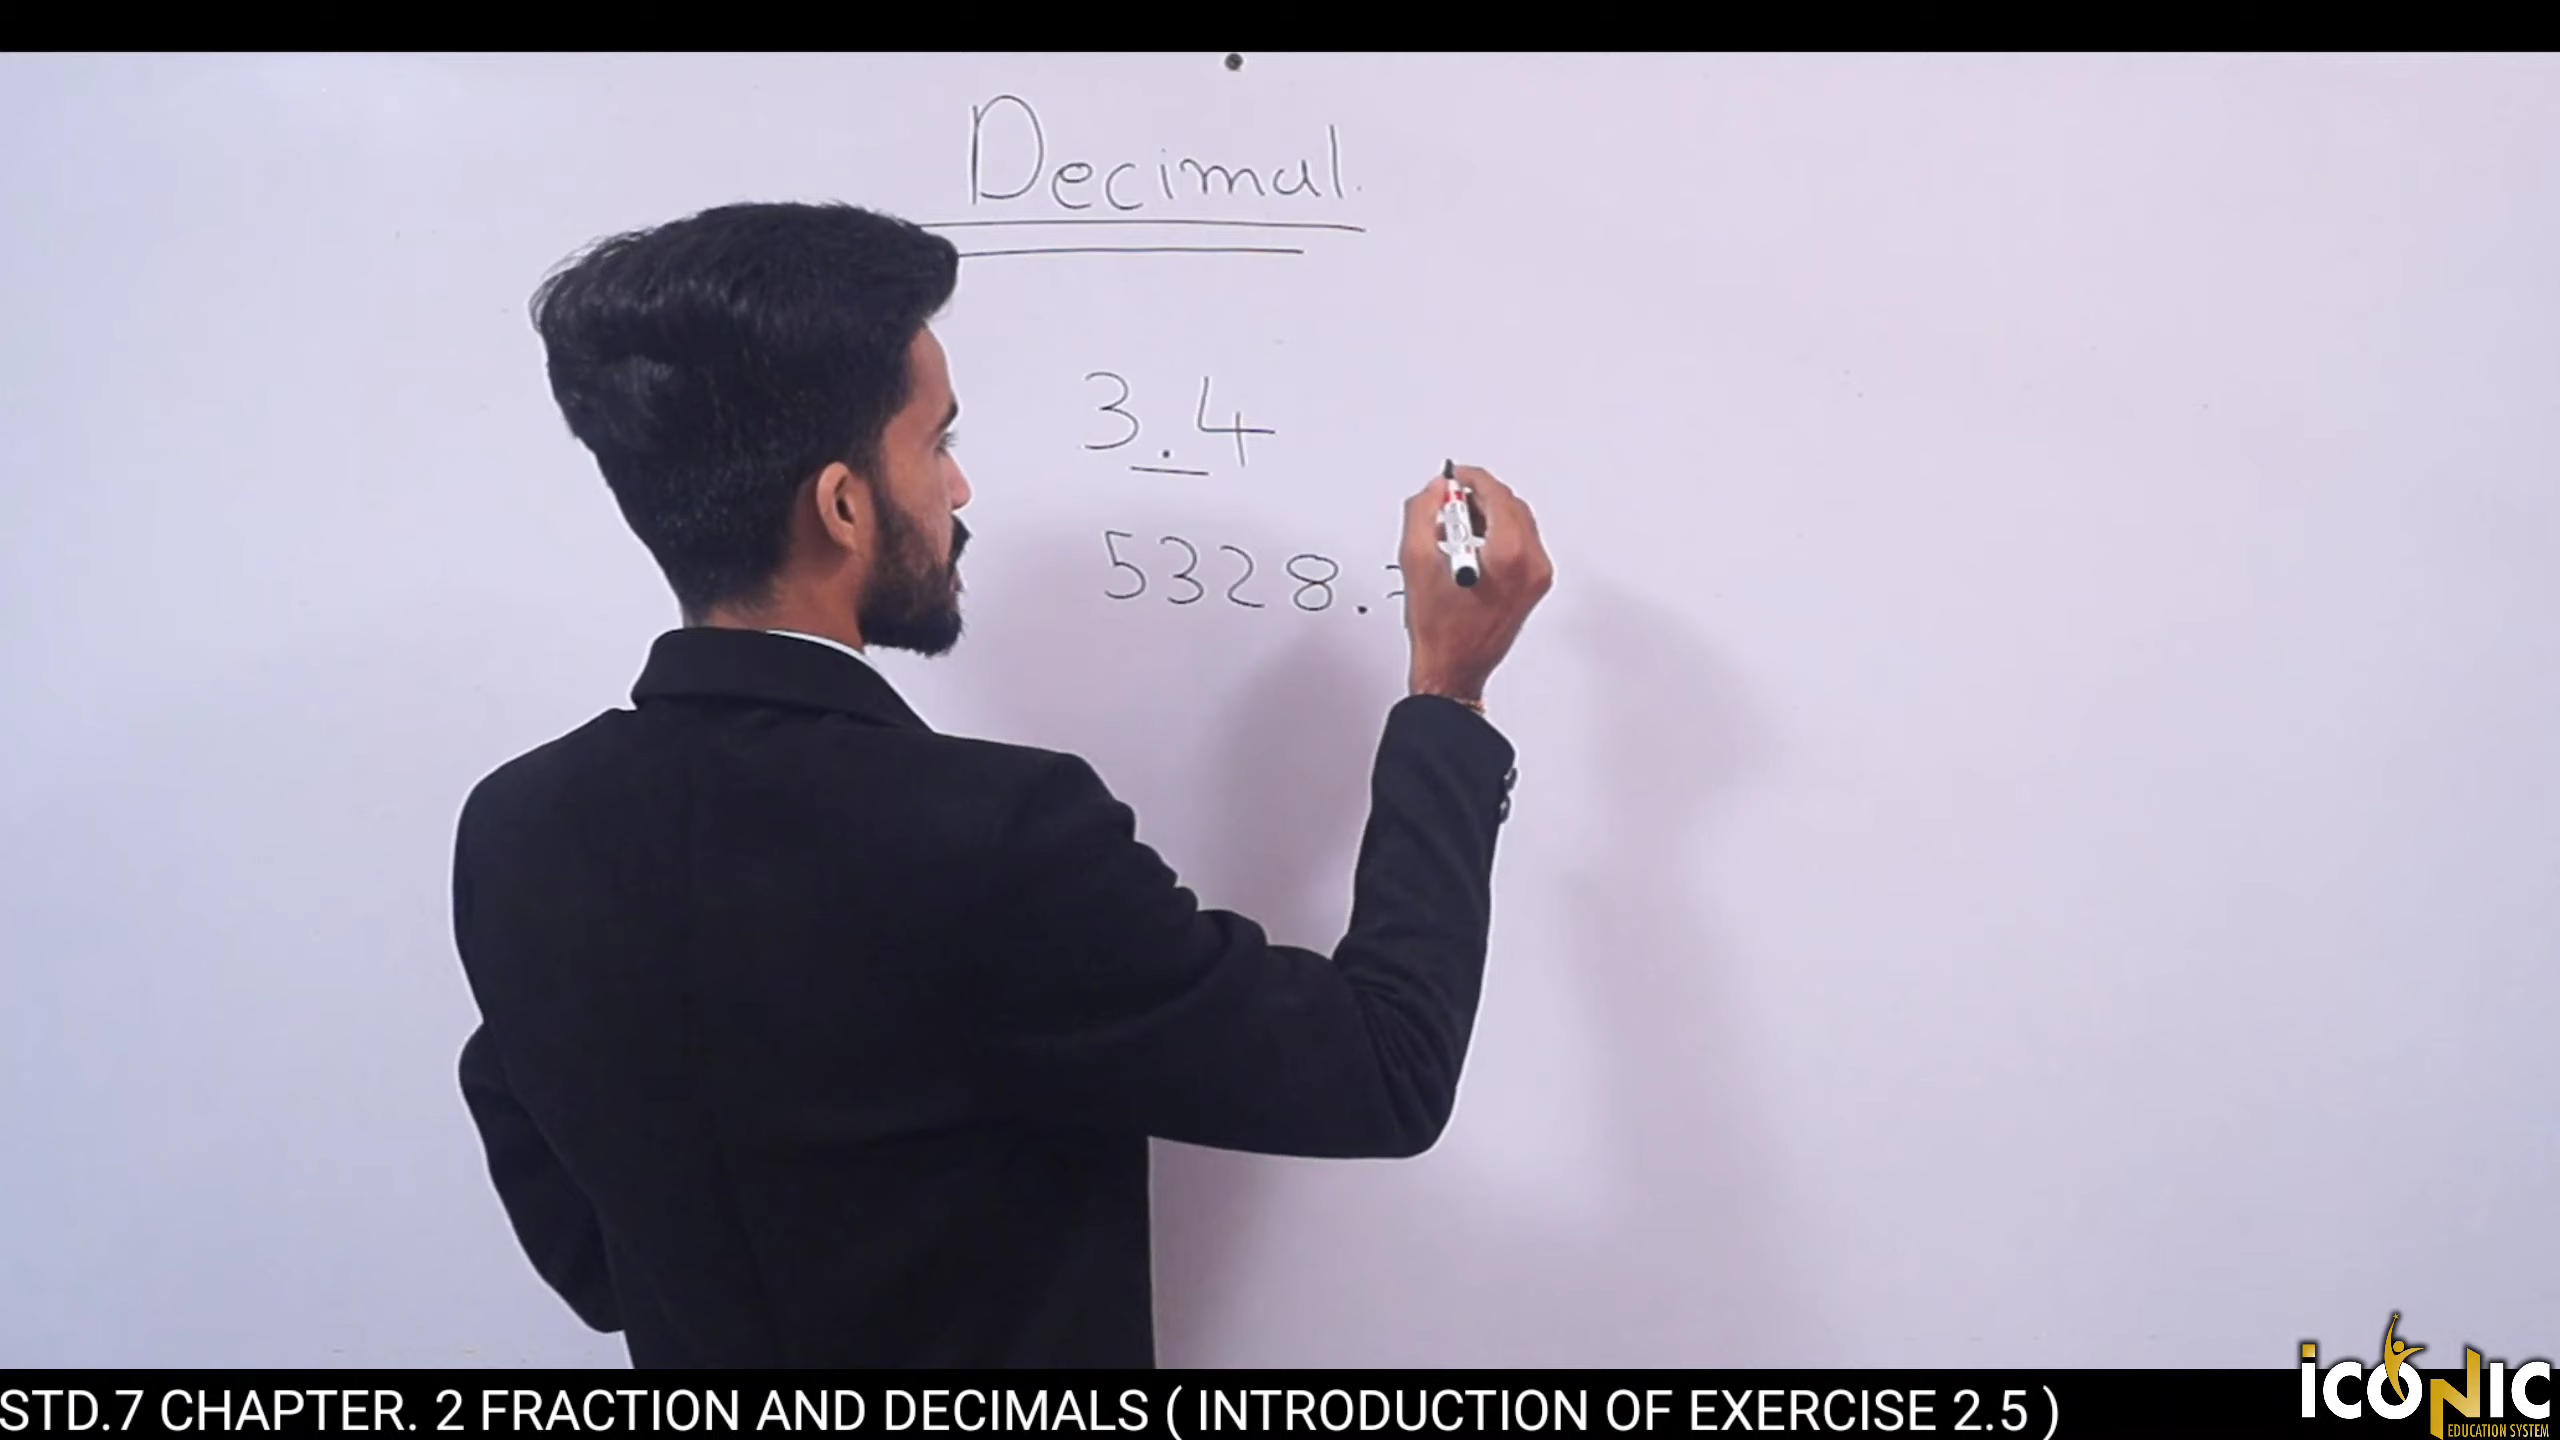 Decimal.
3.4
5328.
STD.7 CHAPTER. 2 FRACTION AND DECIMALS ( INTRODUCTION OF EXERCISE 2.5 )
iCONIC
EDUCATION SYSTEM